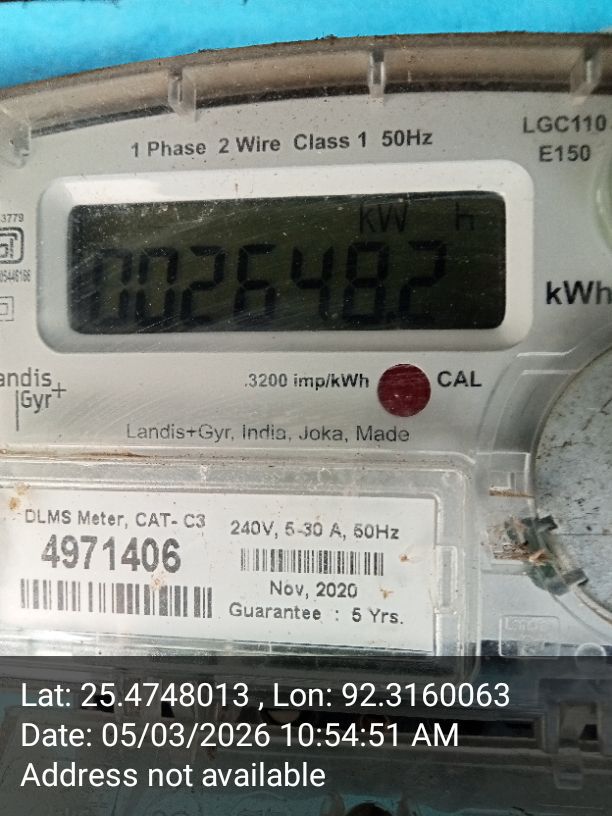 1 Phase 2 Wire Class 1 50Hz
LGC110
E150
3779
kW h
002648.2
kWh
andis
Gyr+
.3200 imp/kWh
CAL
Landis+Gyr, India, Joka, Made
DLMS Meter, CAT- C3
4971406
240V, 5-30 A, 50Hz
Nov, 2020
Guarantee : 5 Yrs.
Lat: 25.4748013 , Lon: 92.3160063
Date: 05/03/2026 10:54:51 AM
Address not available